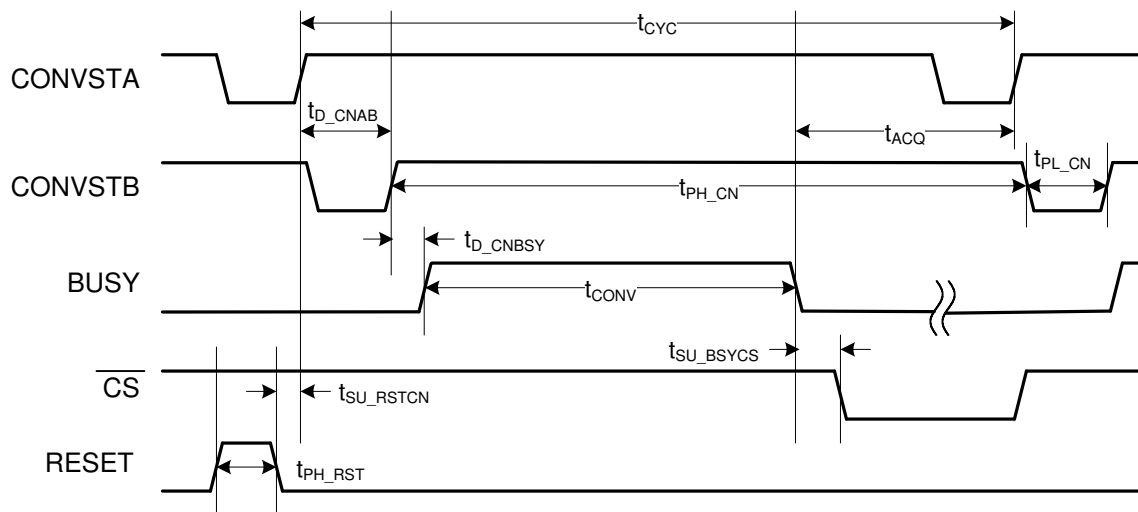 tCYC
CONVSTA
tD_CNAB
tACQ
CONVSTB
tPL_CN
tPH_CN
tD_CNBSY
BUSY
tCONV
tSU_BSYCS
CS
tSU_RSTCN
RESET
tPH_RST